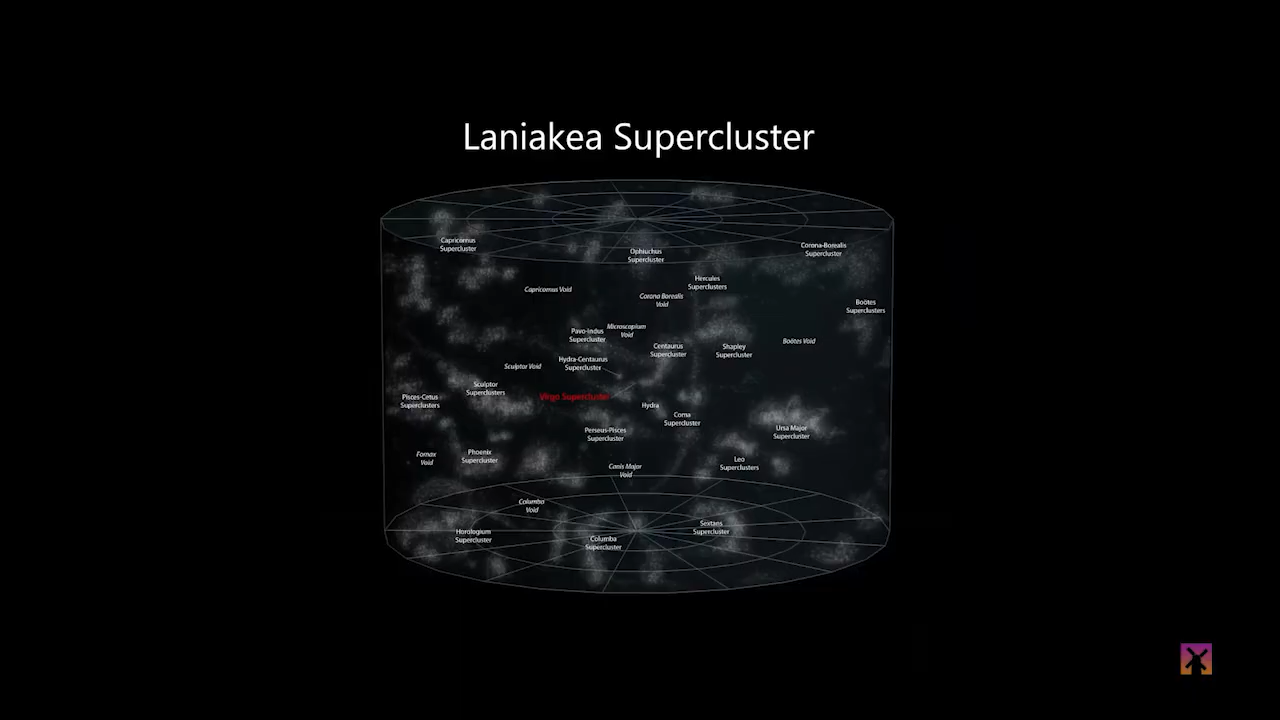 Laniakea Supercluster
Capricornus
Supercluster
Ophiuchus
Supercluster
Corona-Borealis
Supercluster
Capricornus Void
Hercules
Superclusters
Corona Borealis
Void
Boötes
Superclusters
Pavo-Indus
Supercluster
Microscopium
Void
Centaurus
Supercluster
Shapley
Supercluster
Boötes Void
Sculptor Void
Hydra-Centaurus
Supercluster
Pisces-Cetus
Superclusters
Sculptor
Superclusters
Virgo Supercluster
Hydra
Coma
Supercluster
Perseus-Pisces
Supercluster
Ursa Major
Supercluster
Fornax
Void
Phoenix
Supercluster
Canis Major
Void
Leo
Superclusters
Columba
Void
Horologium
Supercluster
Columba
Supercluster
Sextans
Supercluster